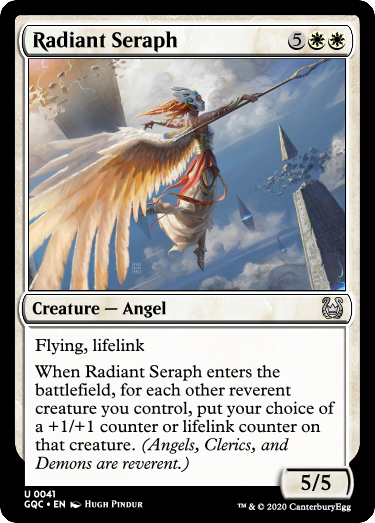 Radiant Seraph 5
Creature — Angel
Flying, lifelink
When Radiant Seraph enters the
battlefield, for each other reverent
creature you control, put your choice of
a +1/+1 counter or lifelink counter on
that creature. (Angels, Clerics, and
Demons are reverent.)
5/5
U 0041
GQC • EN Hugh Pindur
™ & © 2020 CanterburyEgg